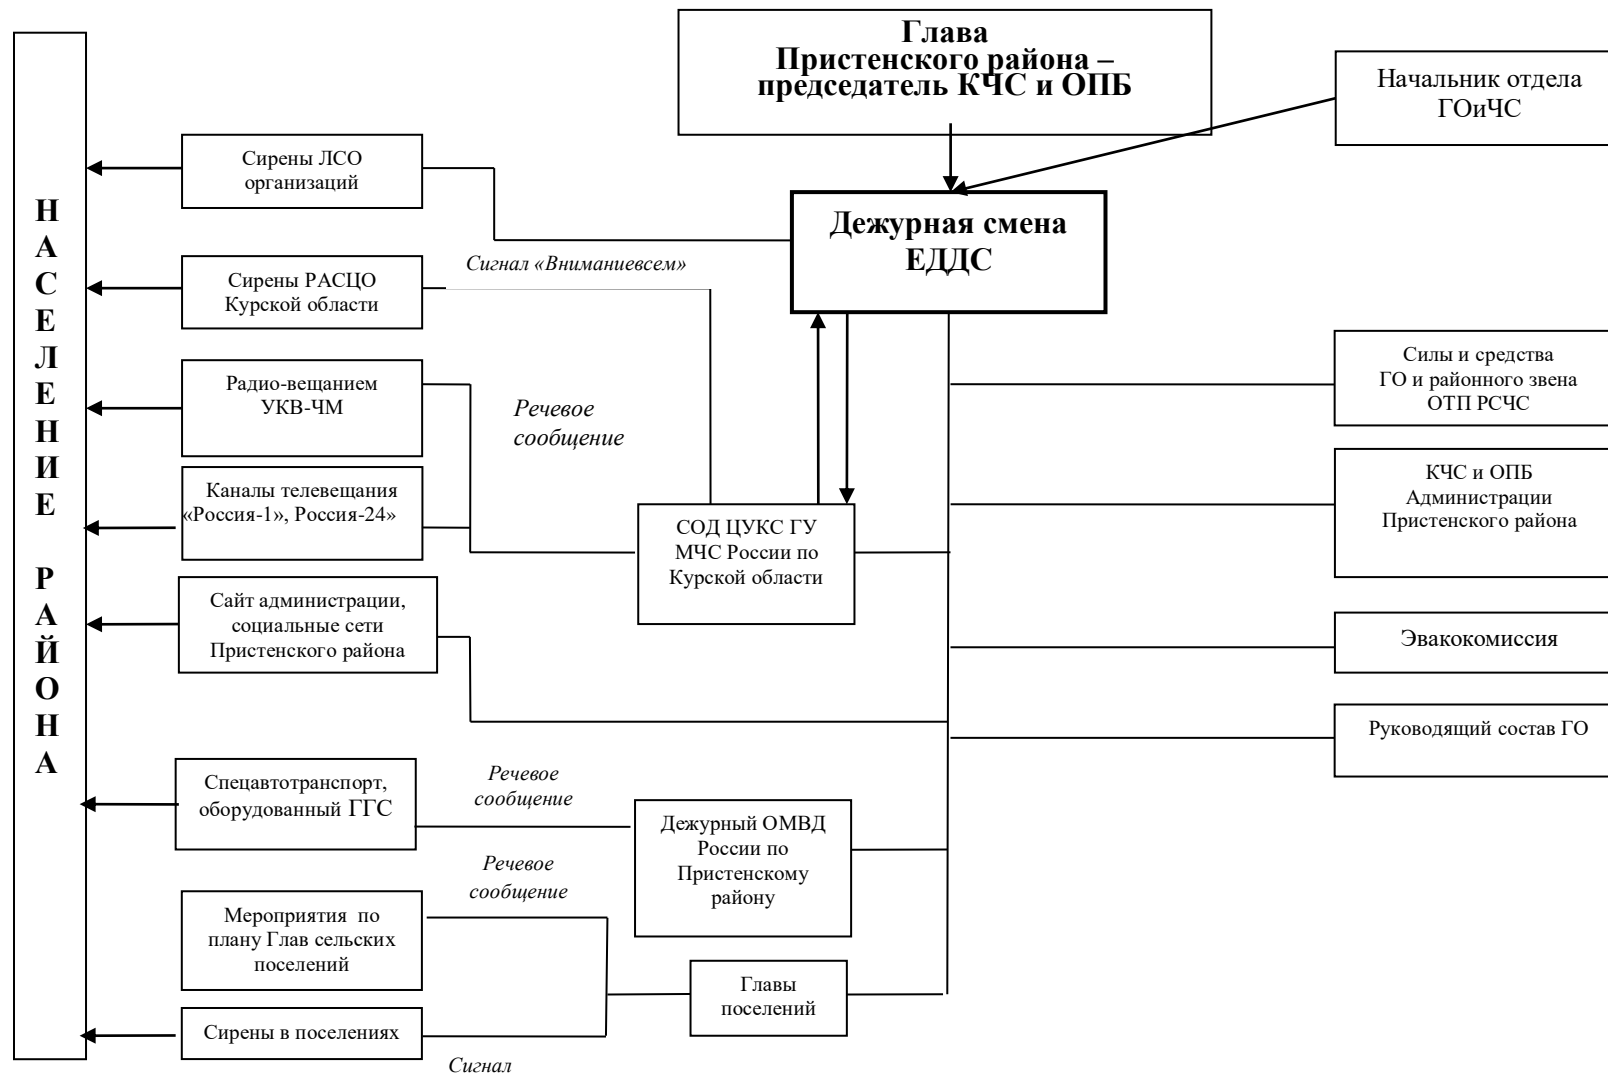 Глава
Пристенского района –
председатель КЧС и ОПБ
Начальник отдела
ГОиЧС
Дежурная смена
ЕДДС
НАСЕЛЕНИЕ РАЙОНА
Сирены ЛСО
организаций
Сигнал «Вниманиевсем»
Сирены РАСЦО
Курской области
Радио-вещанием
УКВ-ЧМ
Речевое
сообщение
Каналы телевещания
«Россия-1», Россия-24»
СОД ЦУКС ГУ
МЧС России по
Курской области
Сайт администрации,
социальные сети
Пристенского района
Силы и средства
ГО и районного звена
ОТП РСЧС
КЧС и ОПБ
Администрации
Пристенского района
Эвакокомиссия
Руководящий состав ГО
Спецавтотранспорт,
оборудованный ГГС
Речевое
сообщение
Дежурный ОМВД
России по
Пристенскому
району
Речевое
сообщение
Мероприятия по
плану Глав сельских
поселений
Главы
поселений
Сирены в поселениях
Сигнал